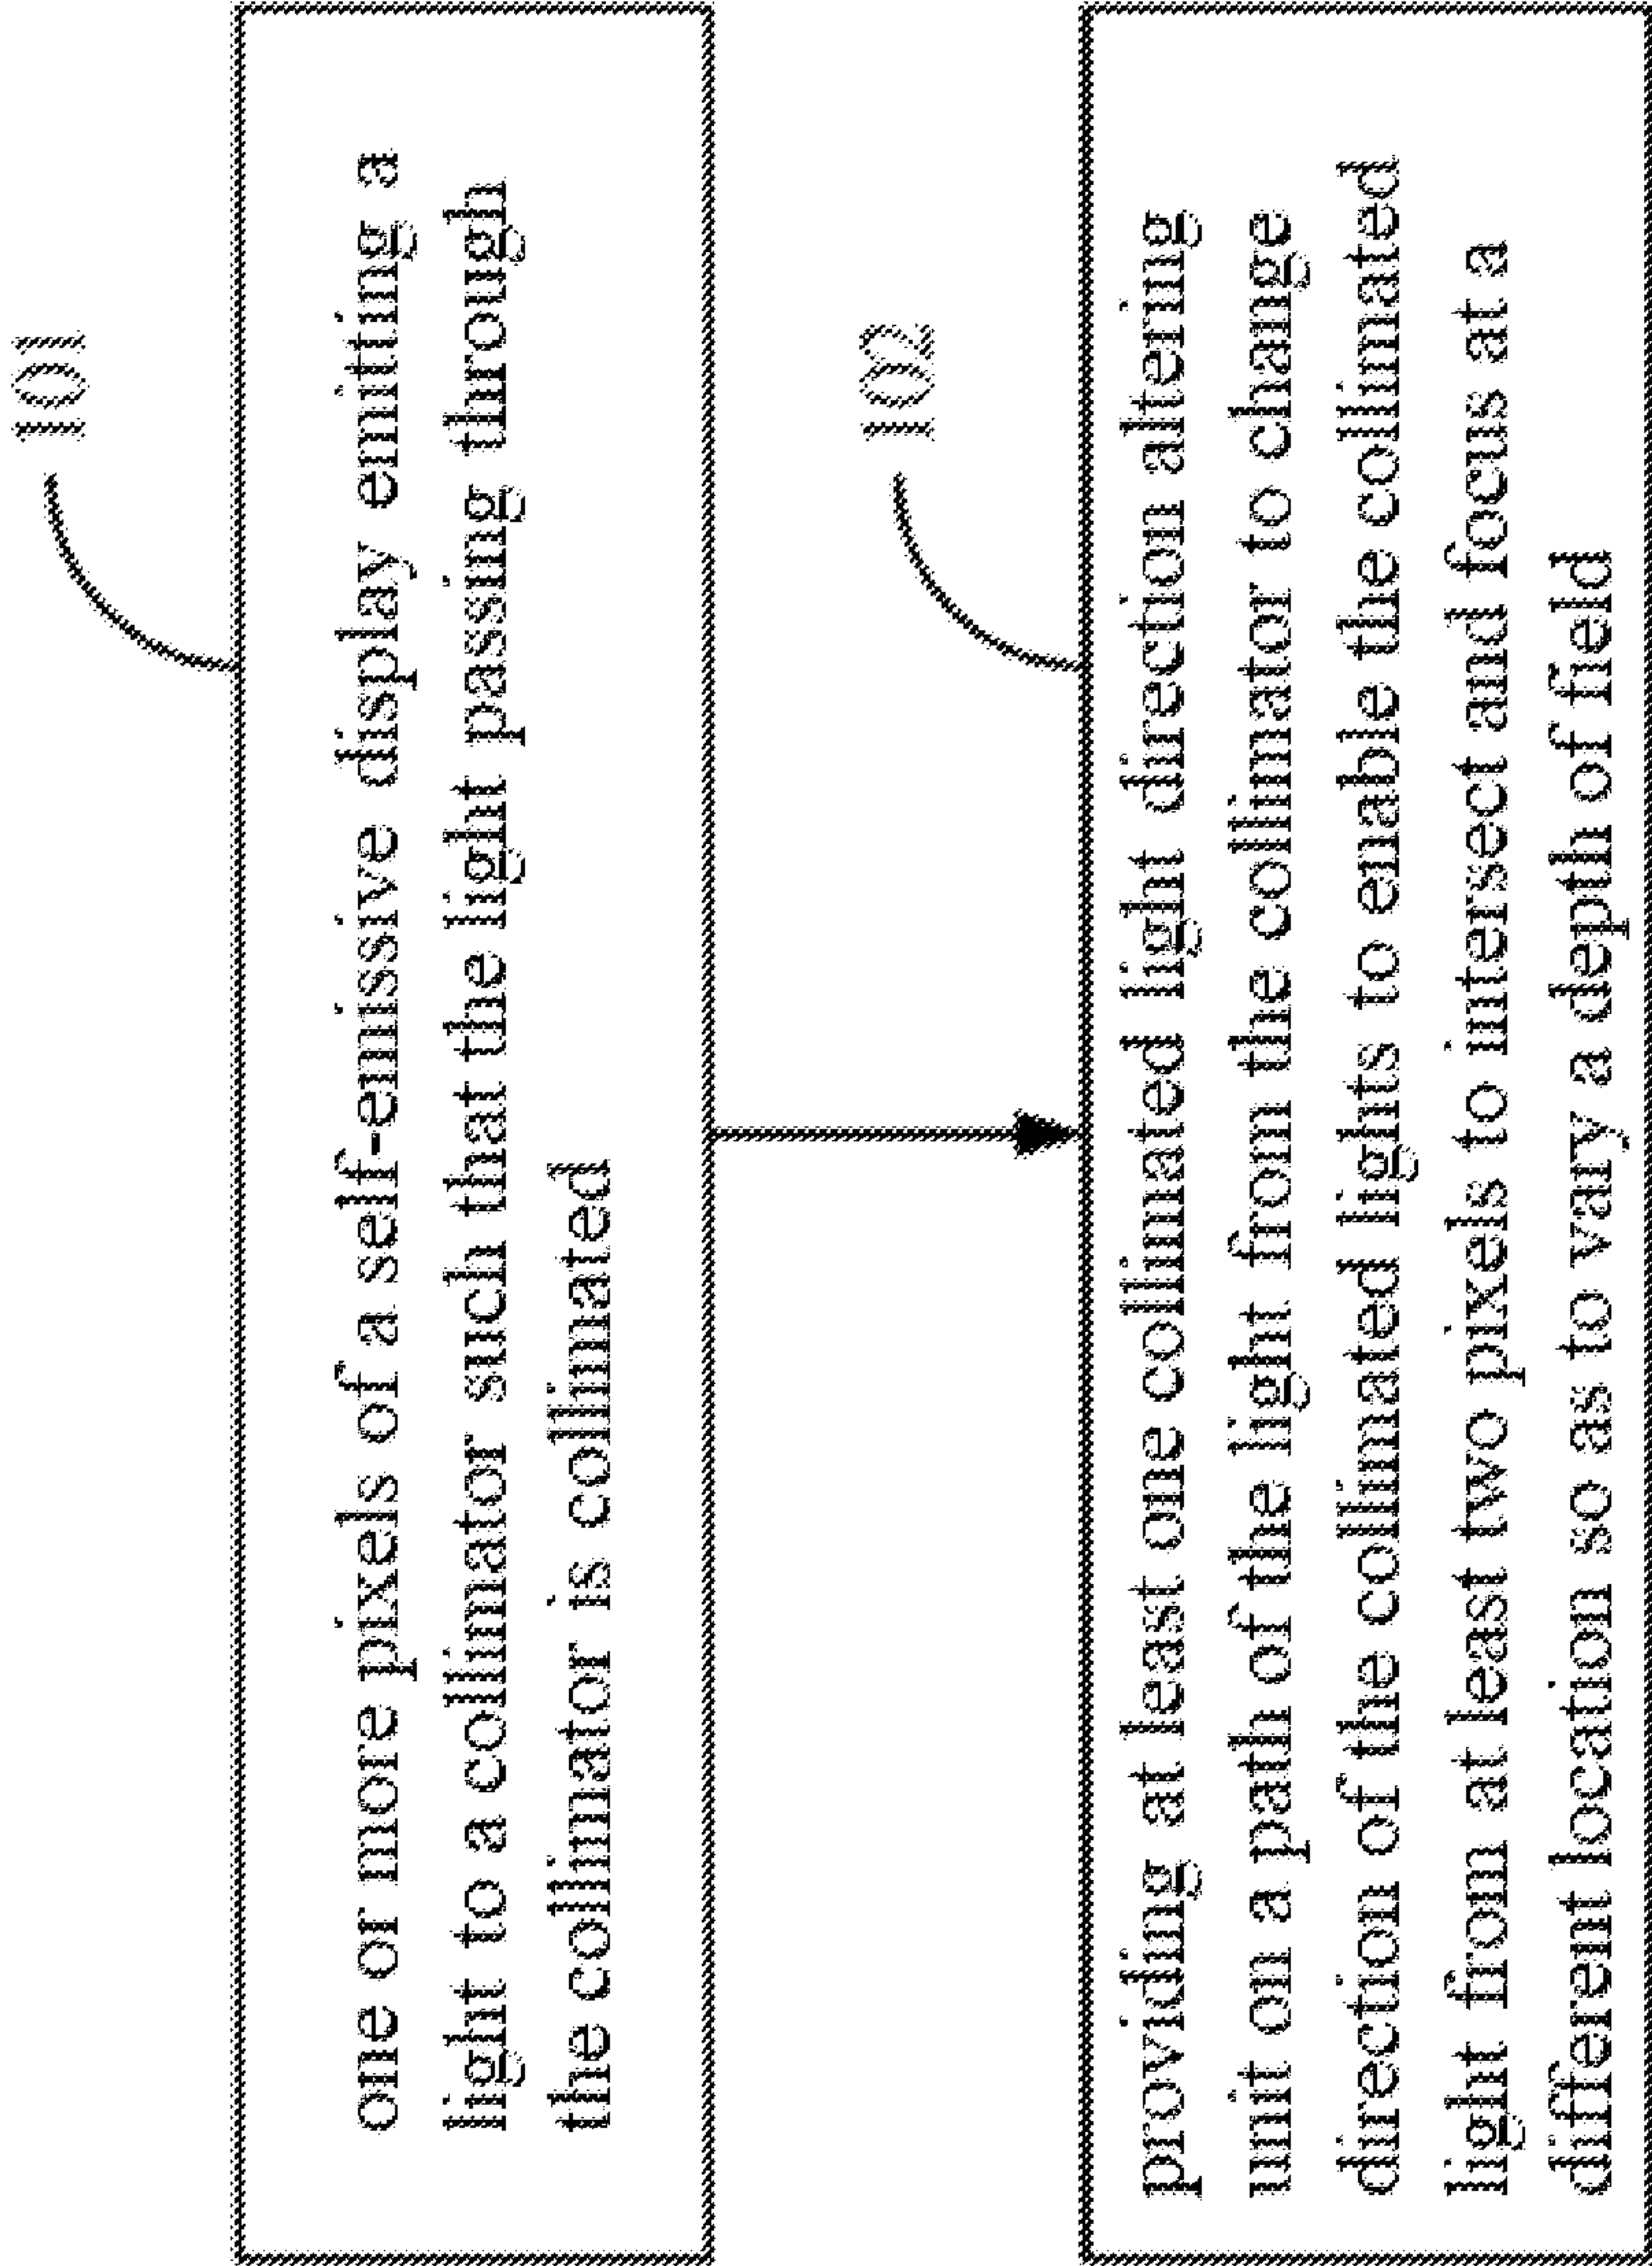 101
one or more pixels of a self-emissive display emitting a
light to a collimator such that the light passing through
the collimator is collimated
102
providing at least one collimated light direction altering
unit on a path of the light from the collimator to change
direction of the collimated lights to enable the collimated
light from at least two pixels to intersect and focus at a
different location so as to vary a depth of field